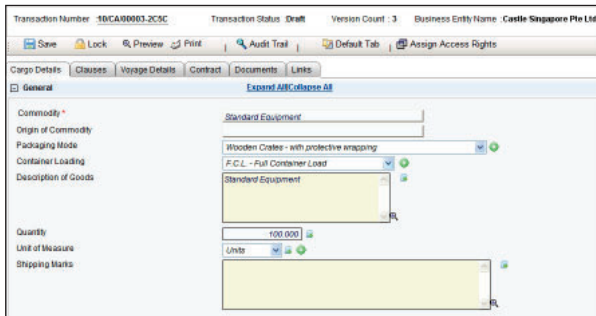 Transaction Number :10/CA/00003-2C5C Transaction Status :Draft Version Count : 3 Business Entity Name :Castle Singapore Pte Ltd
Save Lock Preview Print Audit Trail Default Tab Assign Access Rights
Cargo Details Clauses Voyage Details Contract Documents Links
General Expand All|Collapse All
Commodity * Standard Equipment
Origin of Commodity
Packaging Mode Wooden Crates - with protective wrapping
Container Loading F.C.L - Full Container Load
Description of Goods Standard Equipment
Quantity 100.000
Unit of Measure Units
Shipping Marks